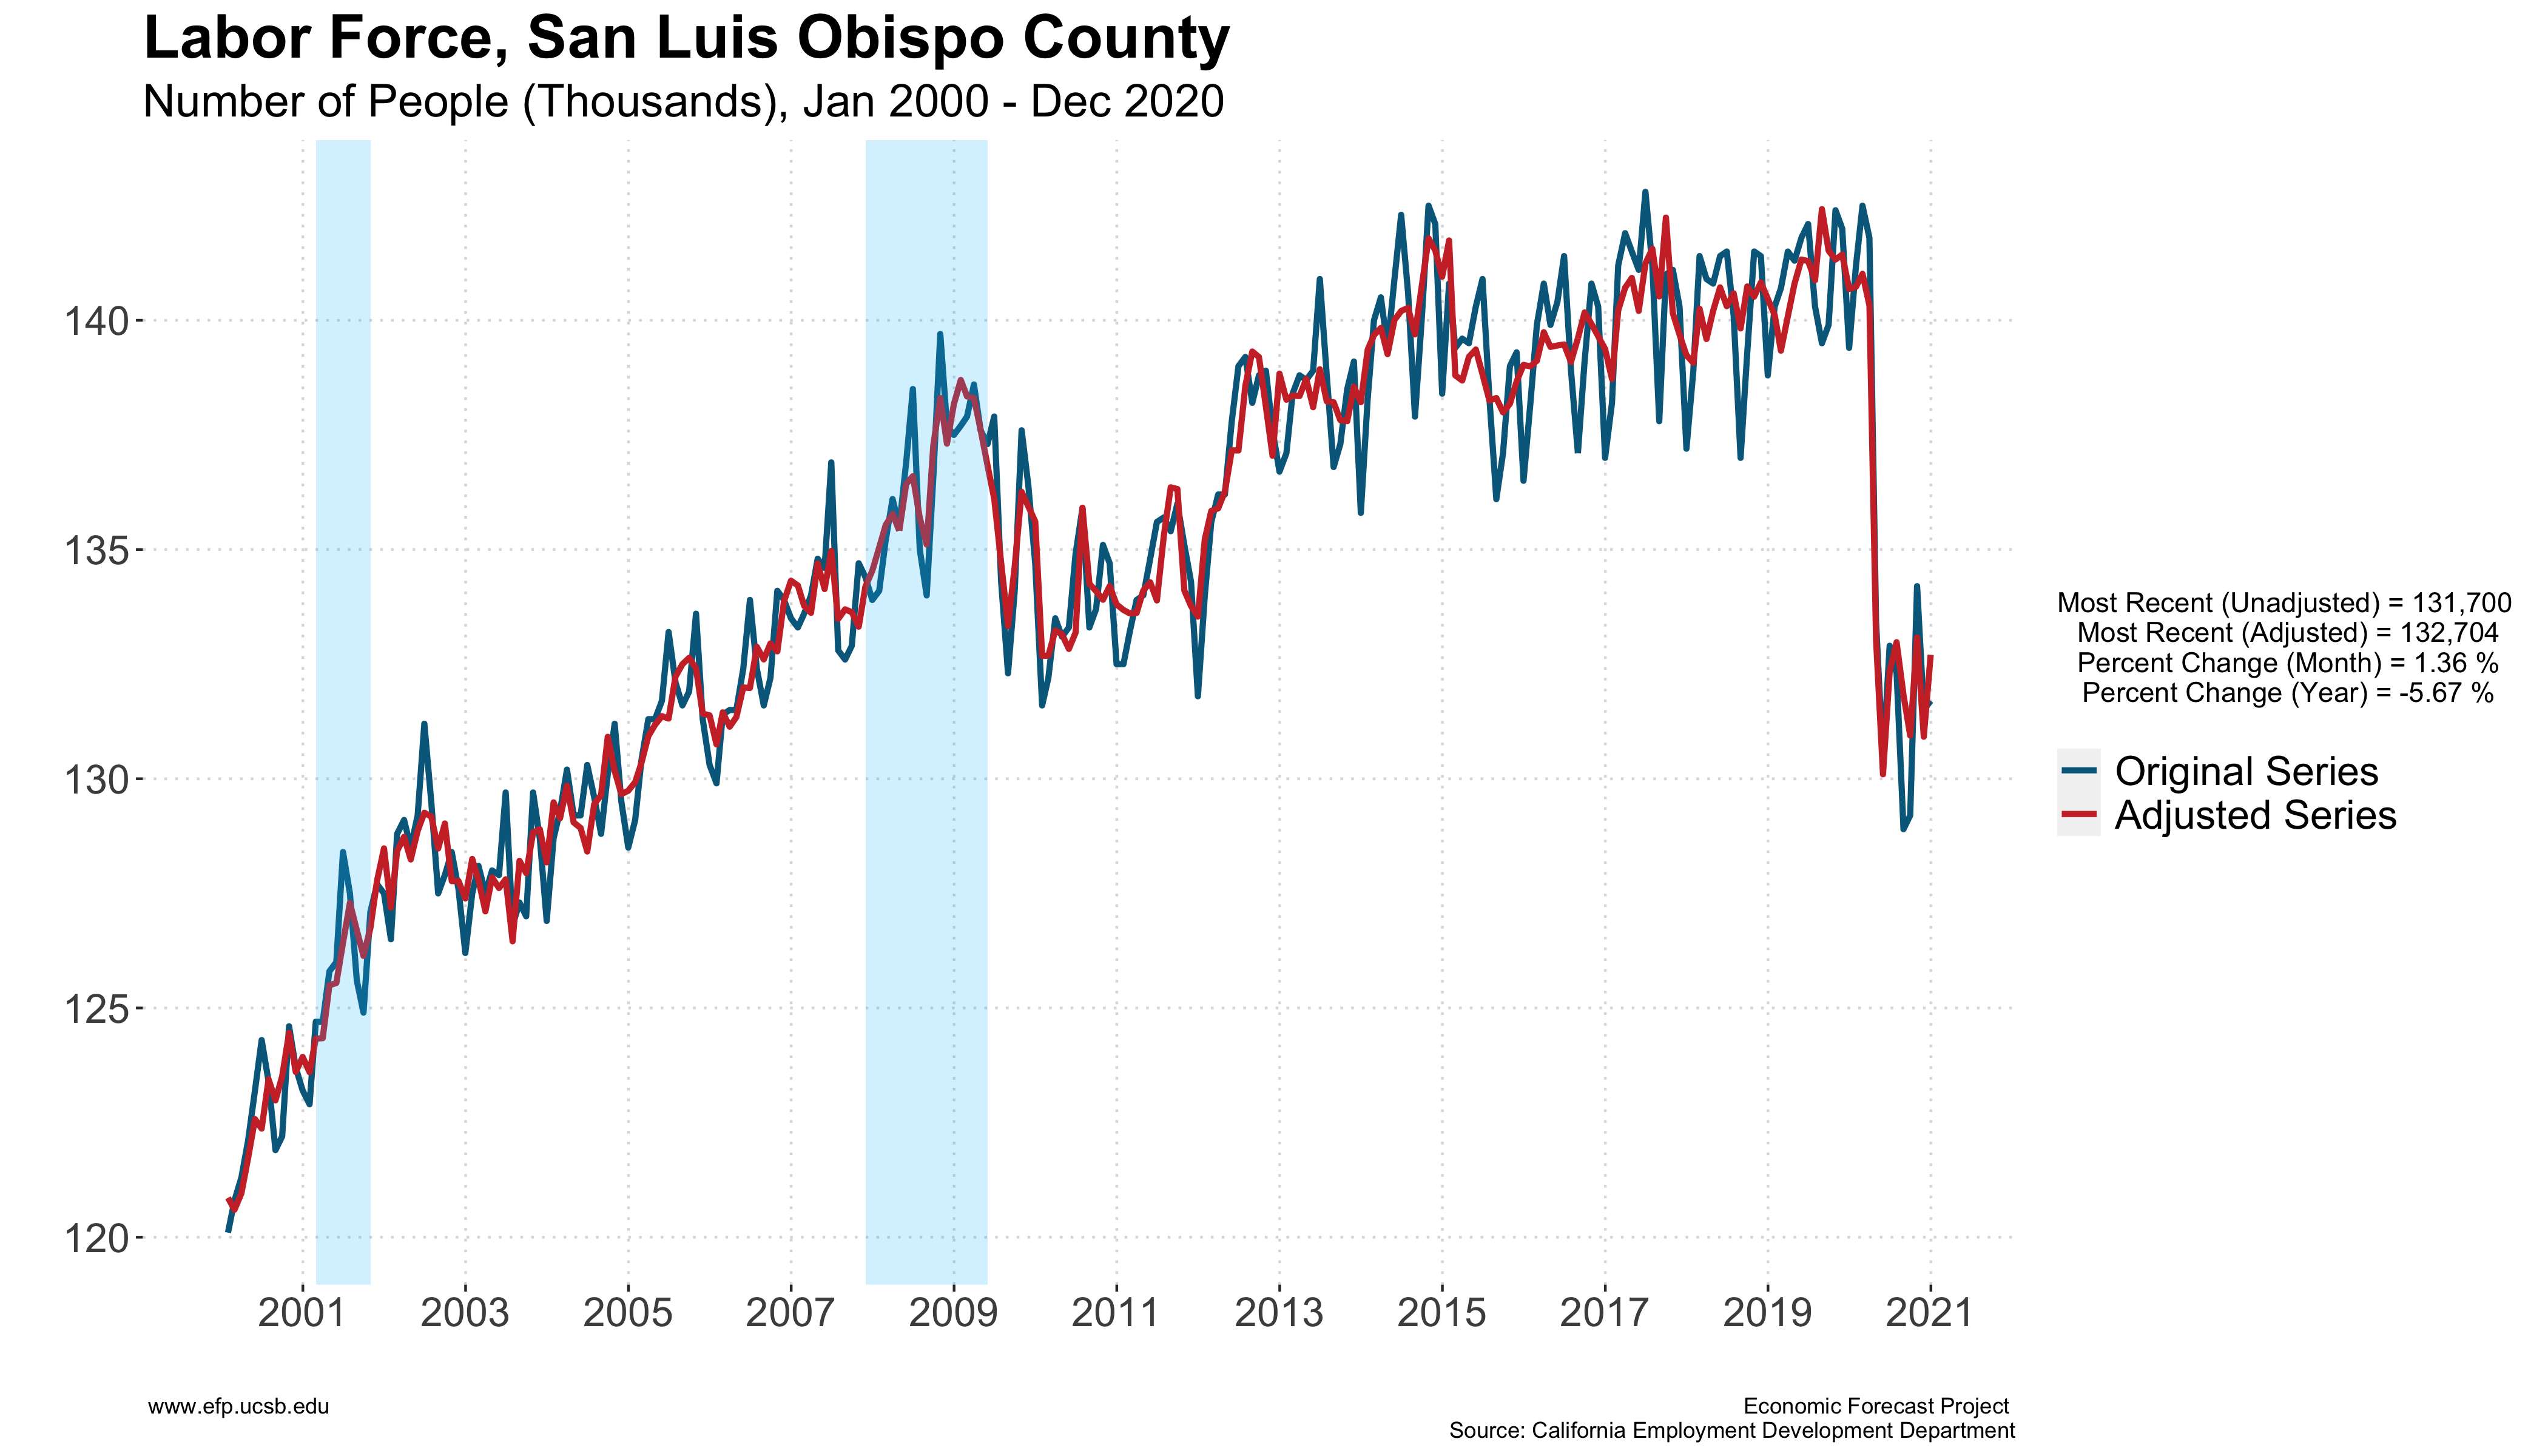 Labor Force, San Luis Obispo County
Number of People (Thousands), Jan 2000 - Dec 2020
140
135
130
125
120
2001 2003 2005 2007 2009 2011 2013 2015 2017 2019 2021
Most Recent (Unadjusted) = 131,700
Most Recent (Adjusted) = 132,704
Percent Change (Month) = 1.36 %
Percent Change (Year) = -5.67 %
Original Series
Adjusted Series
www.efp.ucsb.edu
Economic Forecast Project
Source: California Employment Development Department